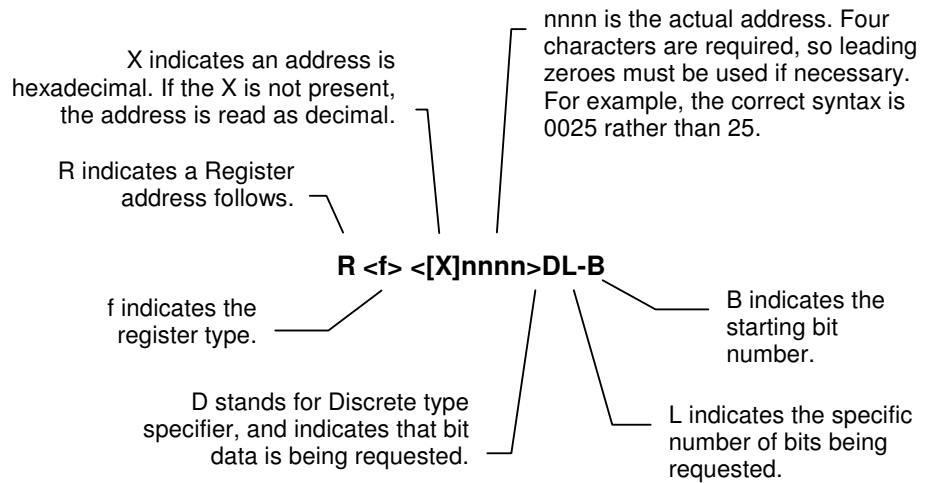 X indicates an address is
hexadecimal. If the X is not present,
the address is read as decimal.
nnnn is the actual address. Four
characters are required, so leading
zeroes must be used if necessary.
For example, the correct syntax is
0025 rather than 25.
R indicates a Register
address follows.
R <f> <[X]nnnn>DL-B
f indicates the
register type.
B indicates the
starting bit
number.
D stands for Discrete type
specifier, and indicates that bit
data is being requested.
L indicates the specific
number of bits being
requested.